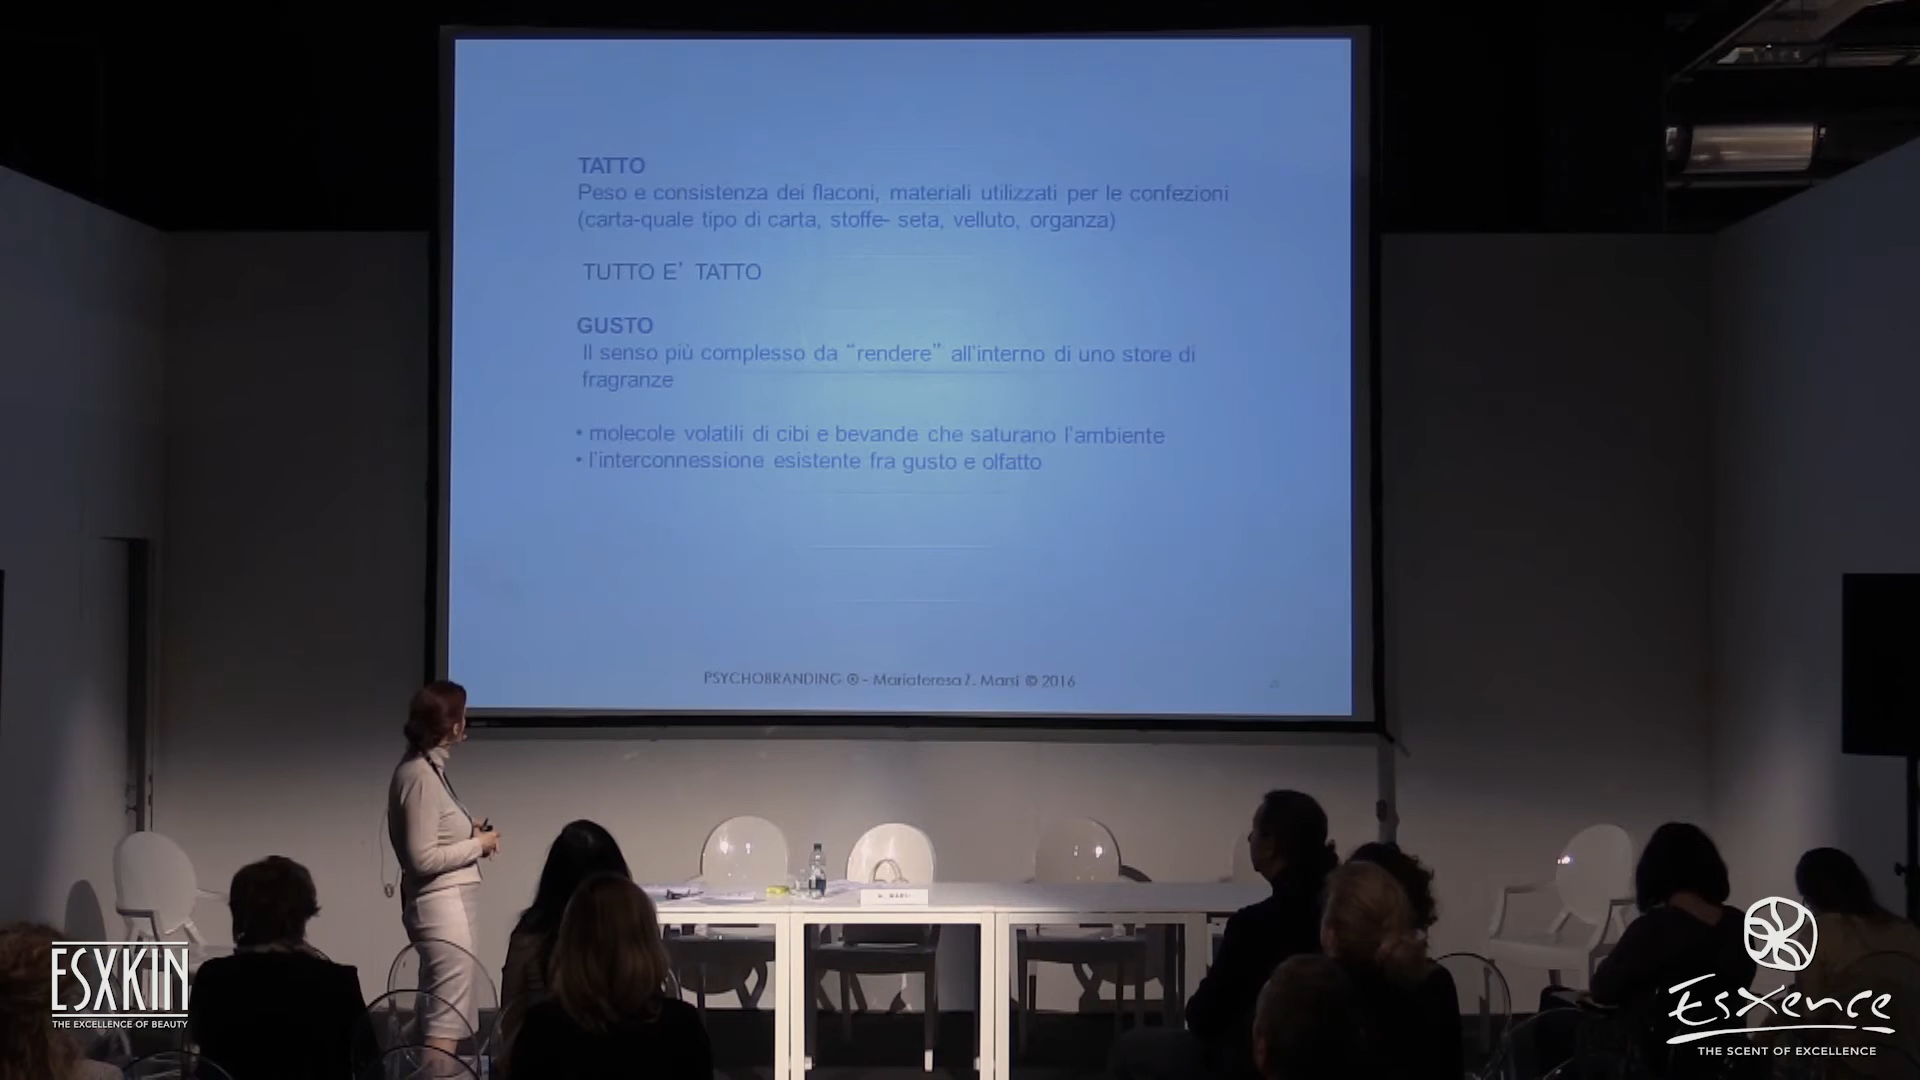 TATTO
Peso e consistenza dei flaconi, materiali utilizzati per le confezioni
(carta-quale tipo di carta, stoffe- seta, velluto, organza)
TUTTO E’ TATTO
GUSTO
Il senso più complesso da “rendere” all’interno di uno store di
fragranze
• molecole volatili di cibi e bevande che saturano l’ambiente
• l’interconnessione esistente fra gusto e olfatto
PSYCHOBRANDING ® - Mariateresa Z. Marsi © 2016
ESXKIN
THE EXCELLENCE OF BEAUTY
Esxence
THE SCENT OF EXCELLENCE